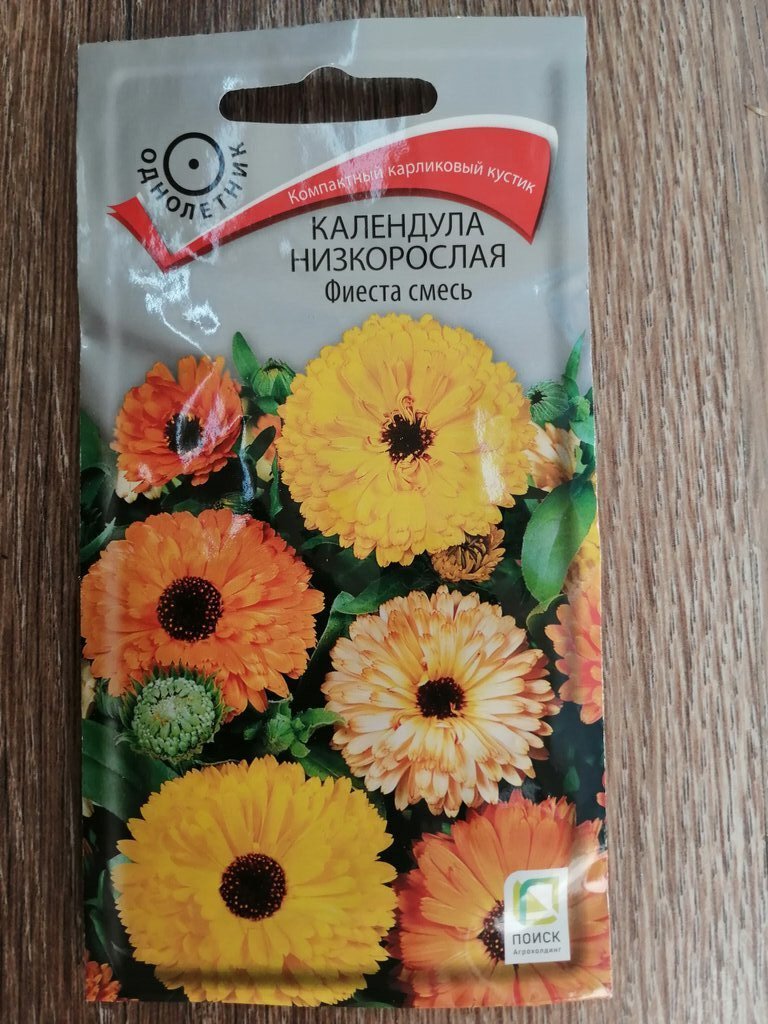 ОДНОЛЕТНИК
Компактный карликовый кустик
КАЛЕНДУЛА
НИЗКОРОСЛАЯ
Фиеста смесь
ПОИСК
Агрохолдинг